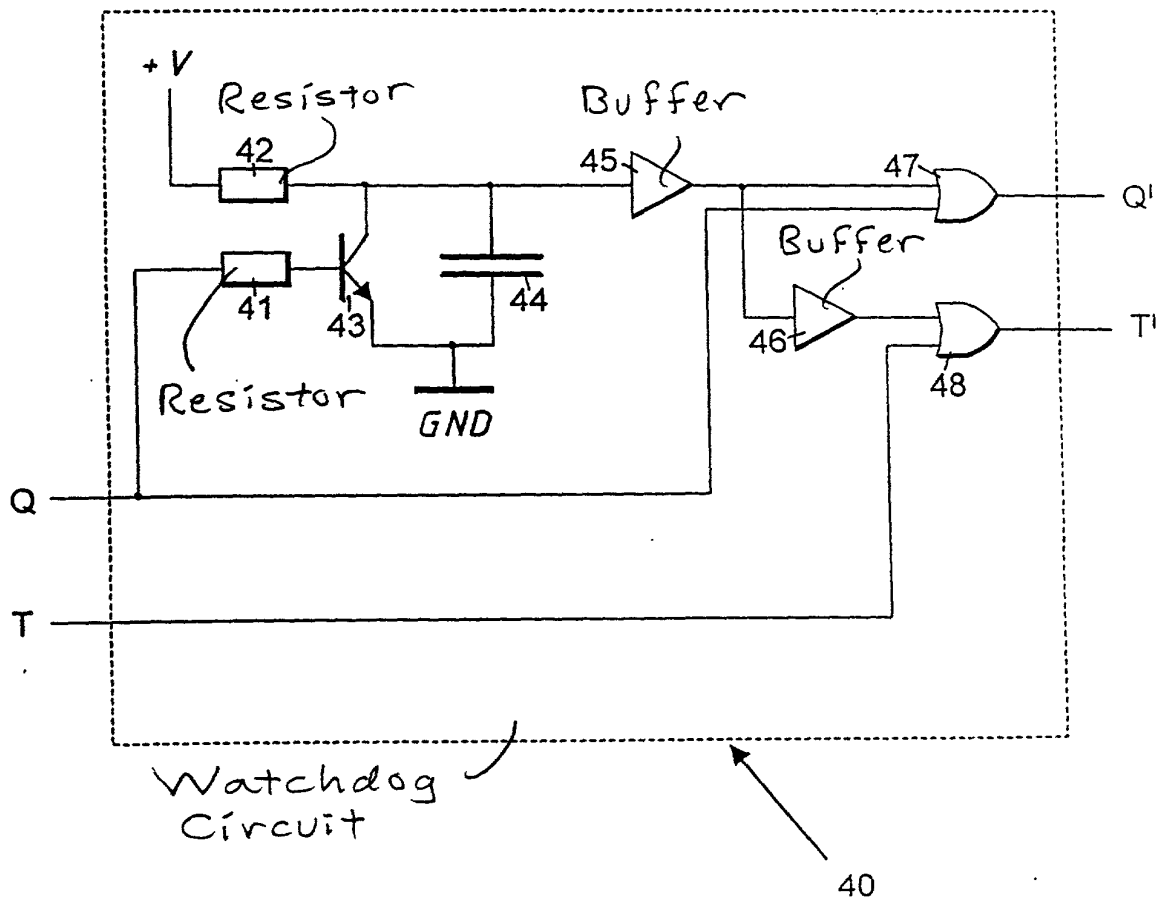 + V
Resistor
Buffer
42
45
47
Q'
Buffer
41
43
44
46
T'
48
Resistor
GND
Q
T
Watchdog
Circuit
40